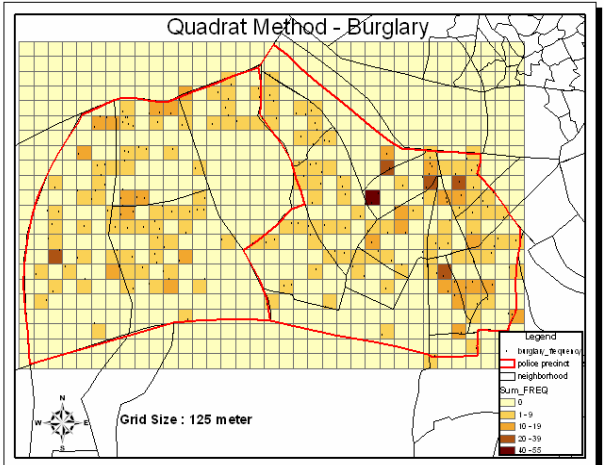 Quadrat Method - Burglary
N
W E
S
Grid Size : 125 meter
Legend
burglary_frequency
police precinct
neighborhood
Sum_FREQ
0
1-9
10-19
20-39
40-55